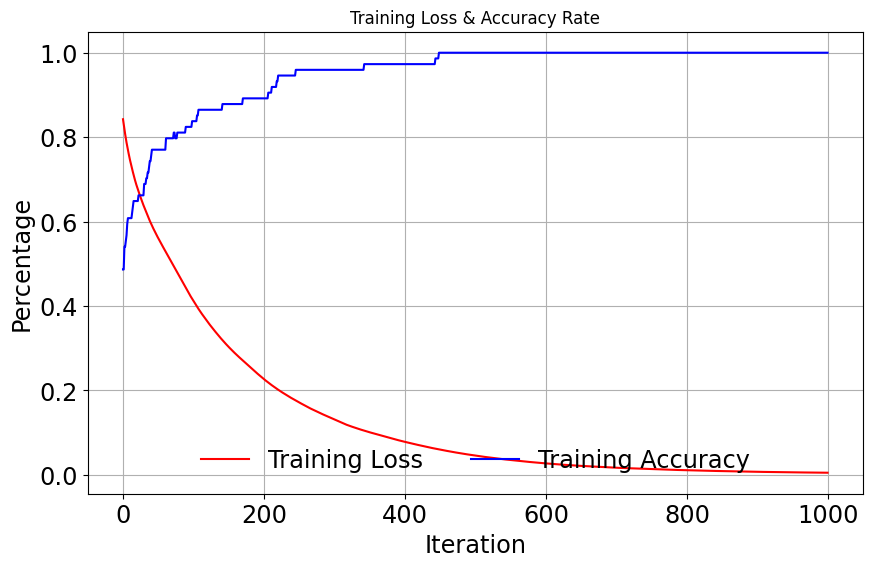 Training Loss & Accuracy Rate
1.0
0.8
0.6
0.4
0.2
0.0
Percentage
Training Loss
Training Accuracy
0 200 400 600 800 1000
Iteration